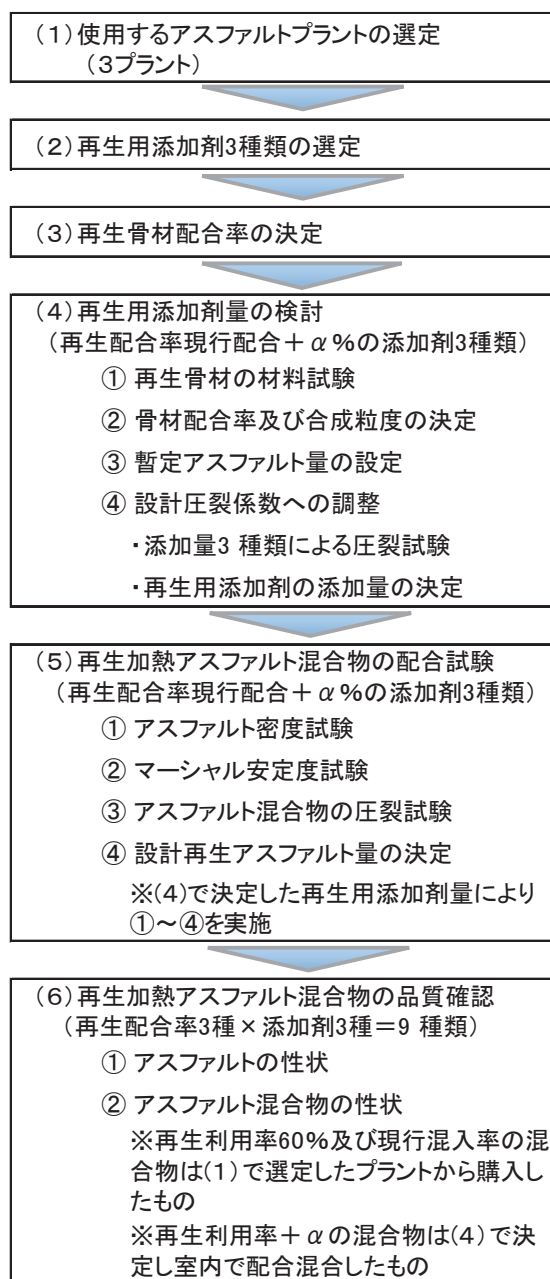 （１）使用するアスファルトプラントの選定
（３プラント）
（２）再生用添加剤3種類の選定
（３）再生骨材配合率の決定
（４）再生用添加剤量の検討
（再生配合率現行配合＋α％の添加剤3種類）
① 再生骨材の材料試験
② 骨材配合率及び合成粒度の決定
③ 暫定アスファルト量の設定
④ 設計圧裂係数への調整
・添加量3 種類による圧裂試験
・再生用添加剤の添加量の決定
（５）再生加熱アスファルト混合物の配合試験
（再生配合率現行配合＋α％の添加剤3種類）
① アスファルト密度試験
② マーシャル安定度試験
③ アスファルト混合物の圧裂試験
④ 設計再生アスファルト量の決定
※(４)で決定した再生用添加剤量により
①～④を実施
（６）再生加熱アスファルト混合物の品質確認
（再生配合率3種×添加剤3種＝9 種類）
① アスファルトの性状
② アスファルト混合物の性状
※再生利用率60%及び現行混入率の混
合物は(１)で選定したプラントから購入し
たもの
※再生利用率＋αの混合物は(４)で決
定し室内で配合混合したもの